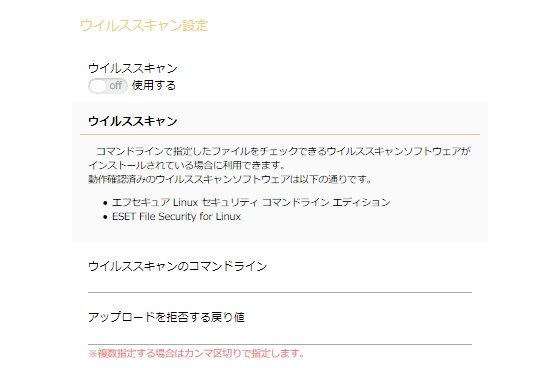 ウイルススキャン設定
ウイルススキャン
off 使用する
ウイルススキャン
コマンドラインで指定したファイルをチェックできるウイルススキャンソフトウェアが
インストールされている場合に利用できます。
動作確認済みのウイルススキャンソフトウェアは以下の通りです。
• エフセキュア Linux セキュリティ コマンドライン エディション
• ESET File Security for Linux
ウイルススキャンのコマンドライン
アップロードを拒否する戻り値
※複数指定する場合はカンマ区切りで指定します。